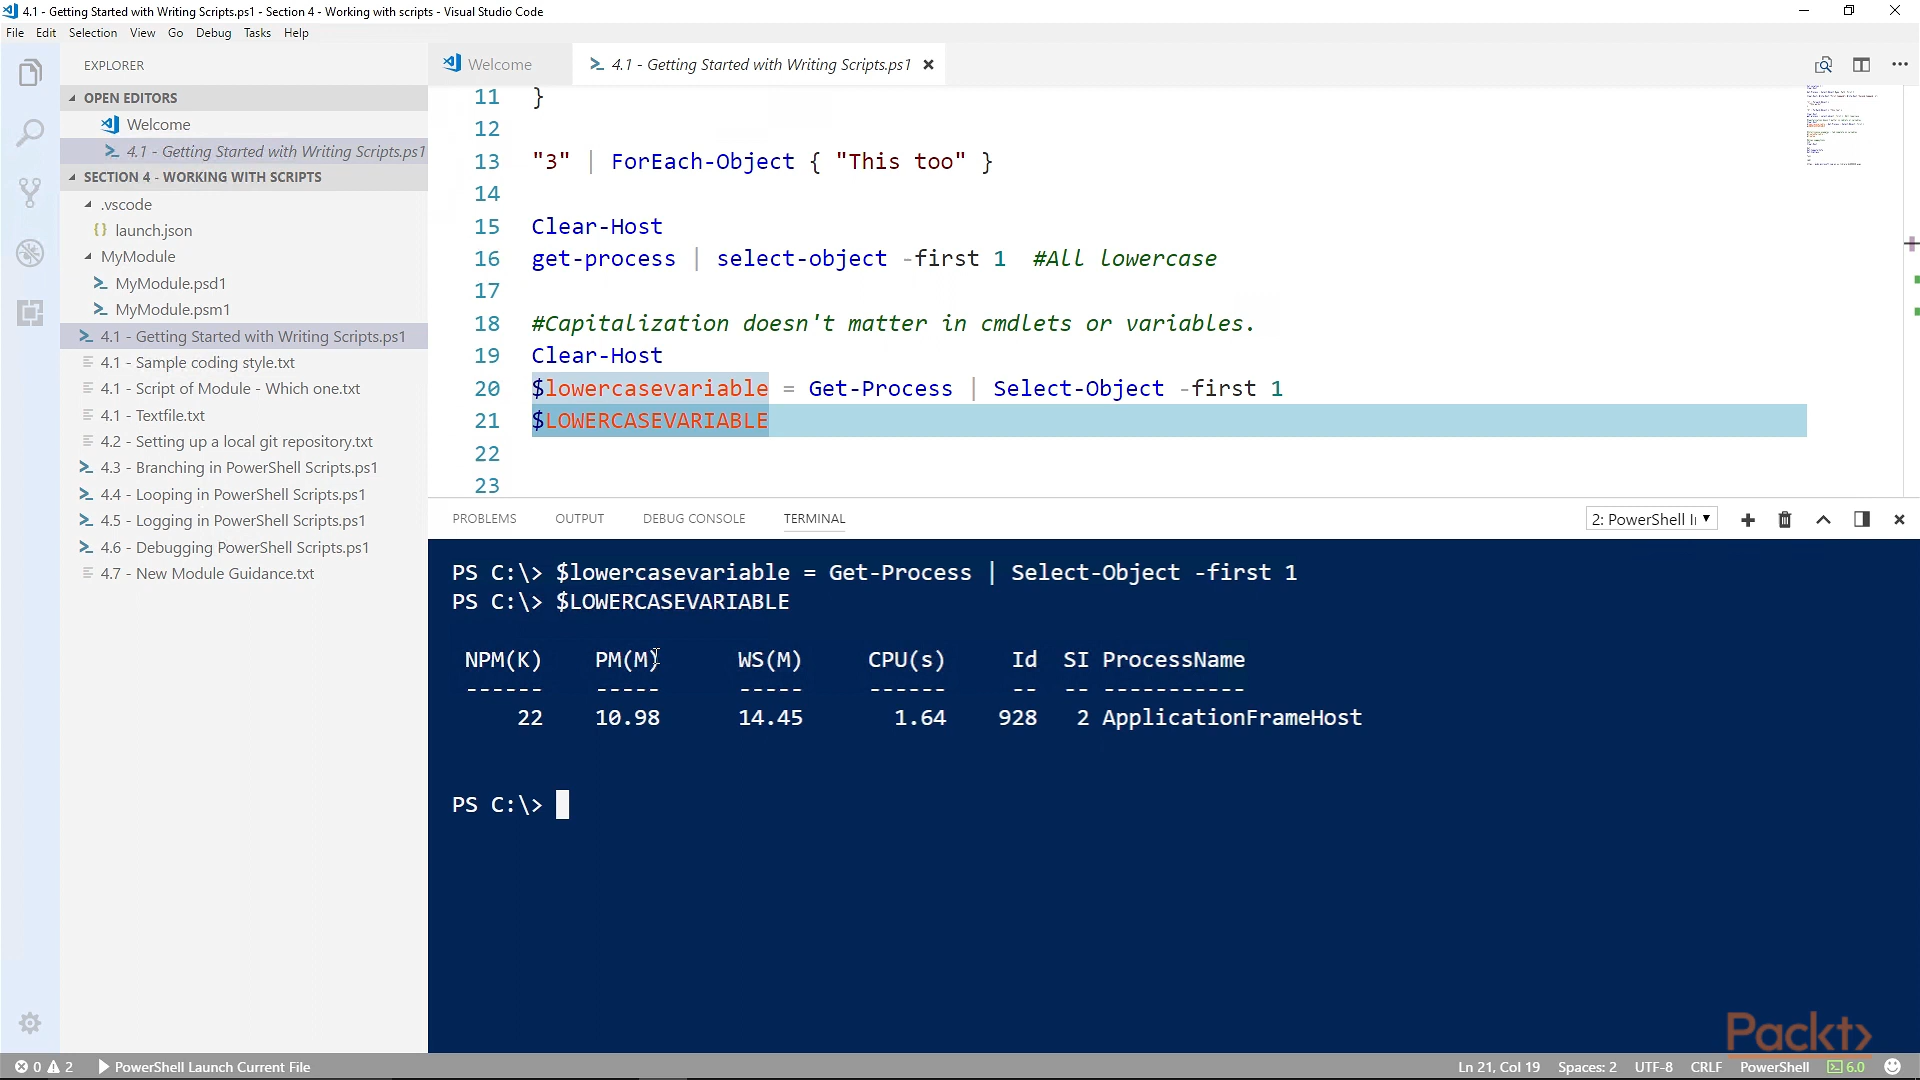 4.1 - Getting Started with Writing Scripts.ps1 - Section 4 - Working with scripts - Visual Studio Code
File Edit Selection View Go Debug Tasks Help
EXPLORER
OPEN EDITORS
Welcome
4.1 - Getting Started with Writing Scripts.ps1
SECTION 4 - WORKING WITH SCRIPTS
.vscode
{} launch.json
MyModule
MyModule.psd1
MyModule.psm1
4.1 - Getting Started with Writing Scripts.ps1
4.1 - Sample coding style.txt
4.1 - Script of Module - Which one.txt
4.1 - Textfile.txt
4.2 - Setting up a local git repository.txt
4.3 - Branching in PowerShell Scripts.ps1
4.4 - Looping in PowerShell Scripts.ps1
4.5 - Logging in PowerShell Scripts.ps1
4.6 - Debugging PowerShell Scripts.ps1
4.7 - New Module Guidance.txt
Welcome
4.1 - Getting Started with Writing Scripts.ps1
11 }
12
13 "3" | ForEach-Object { "This too" }
14
15 Clear-Host
16 get-process | select-object -first 1 #All lowercase
17
18 #Capitalization doesn't matter in cmdlets or variables.
19 Clear-Host
20 $lowercasevariable = Get-Process | Select-Object -first 1
21 $LOWERCASEVARIABLE
22
23
PROBLEMS OUTPUT DEBUG CONSOLE TERMINAL
2: PowerShell I
PS C:\> $lowercasevariable = Get-Process | Select-Object -first 1
PS C:\> $LOWERCASEVARIABLE
NPM(K) PM(M) WS(M) CPU(s) Id SI ProcessName
------ ----- ----- ------ -- -- -----------
22 10.98 14.45 1.64 928 2 ApplicationFrameHost
PS C:\>
Packt>
0 2 PowerShell Launch Current File
Ln 21, Col 19 Spaces: 2 UTF-8 CRLF PowerShell 6.0